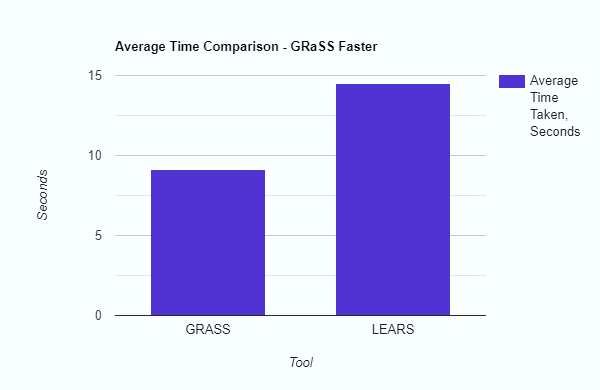 Average Time Comparison - GRaSS Faster
15
10
5
0
Seconds
GRASS
LEARS
Tool
Average
Time
Taken,
Seconds